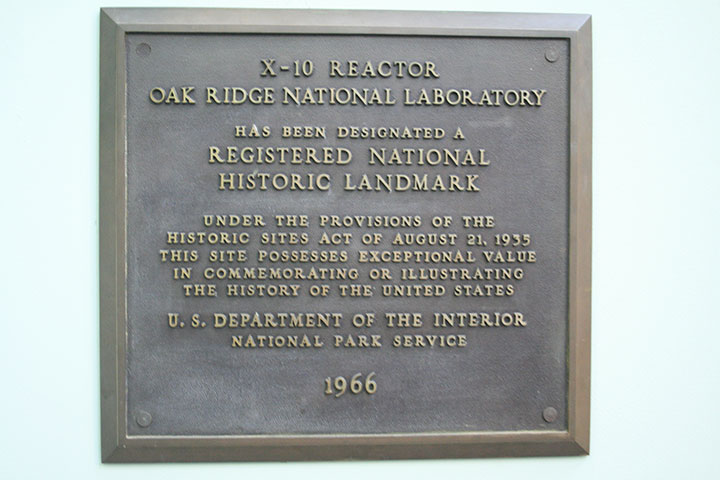 X-10 REACTOR
OAK RIDGE NATIONAL LABORATORY
HAS BEEN DESIGNATED A
REGISTERED NATIONAL
HISTORIC LANDMARK
UNDER THE PROVISIONS OF THE
HISTORIC SITES ACT OF AUGUST 21, 1935
THIS SITE POSSESSES EXCEPTIONAL VALUE
IN COMMEMORATING OR ILLUSTRATING
THE HISTORY OF THE UNITED STATES
U. S. DEPARTMENT OF THE INTERIOR
NATIONAL PARK SERVICE
1966